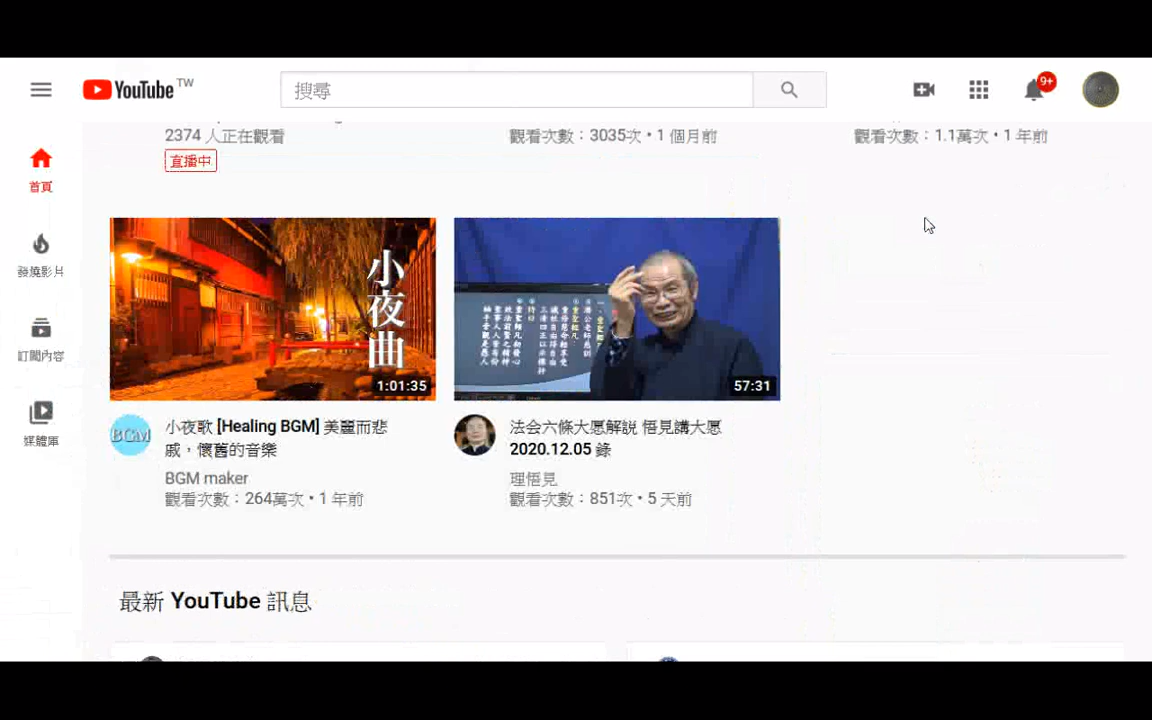 YouTube TW
搜尋
9+
2374 人正在觀看
觀看次數：3035次 • 1 個月前
觀看次數：1.1萬次 • 1 年前
直播中
首頁
發燒影片
訂閱內容
媒體庫
小夜曲
1:01:35
57:31
BGM
小夜歌 [Healing BGM] 美麗而悲
戚，懷舊的音樂
BGM maker
觀看次數：264萬次 • 1 年前
法会六條大愿解説 悟見講大愿
2020.12.05 錄
理悟見
觀看次數：851次 • 5 天前
最新 YouTube 訊息